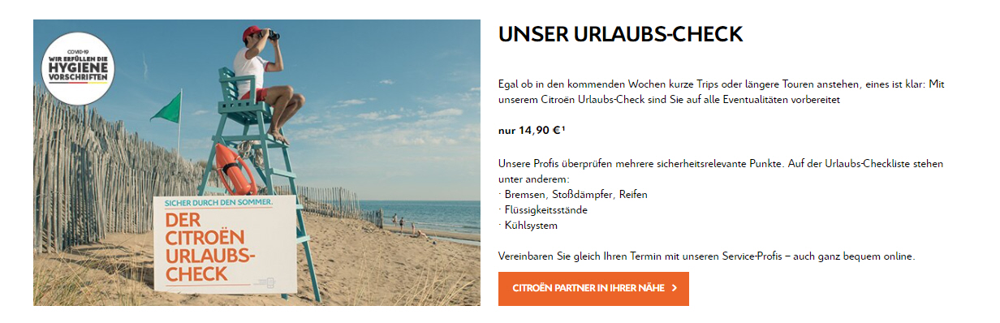 COVID-19
WIR ERFÜLLEN DIE
HYGIENE
VORSCHRIFTEN
SICHER DURCH DEN SOMMER.
DER
CITROËN
URLAUBS-
CHECK
UNSER URLAUBS-CHECK
Egal ob in den kommenden Wochen kurze Trips oder längere Touren anstehen, eines ist klar: Mit
unserem Citroën Urlaubs-Check sind Sie auf alle Eventualitäten vorbereitet
nur 14,90 €¹
Unsere Profis überprüfen mehrere sicherheitsrelevante Punkte. Auf der Urlaubs-Checkliste stehen
unter anderem:
· Bremsen, Stoßdämpfer, Reifen
· Flüssigkeitsstände
· Kühlsystem
Vereinbaren Sie gleich Ihren Termin mit unseren Service-Profis – auch ganz bequem online.
CITROËN PARTNER IN IHRER NÄHE >